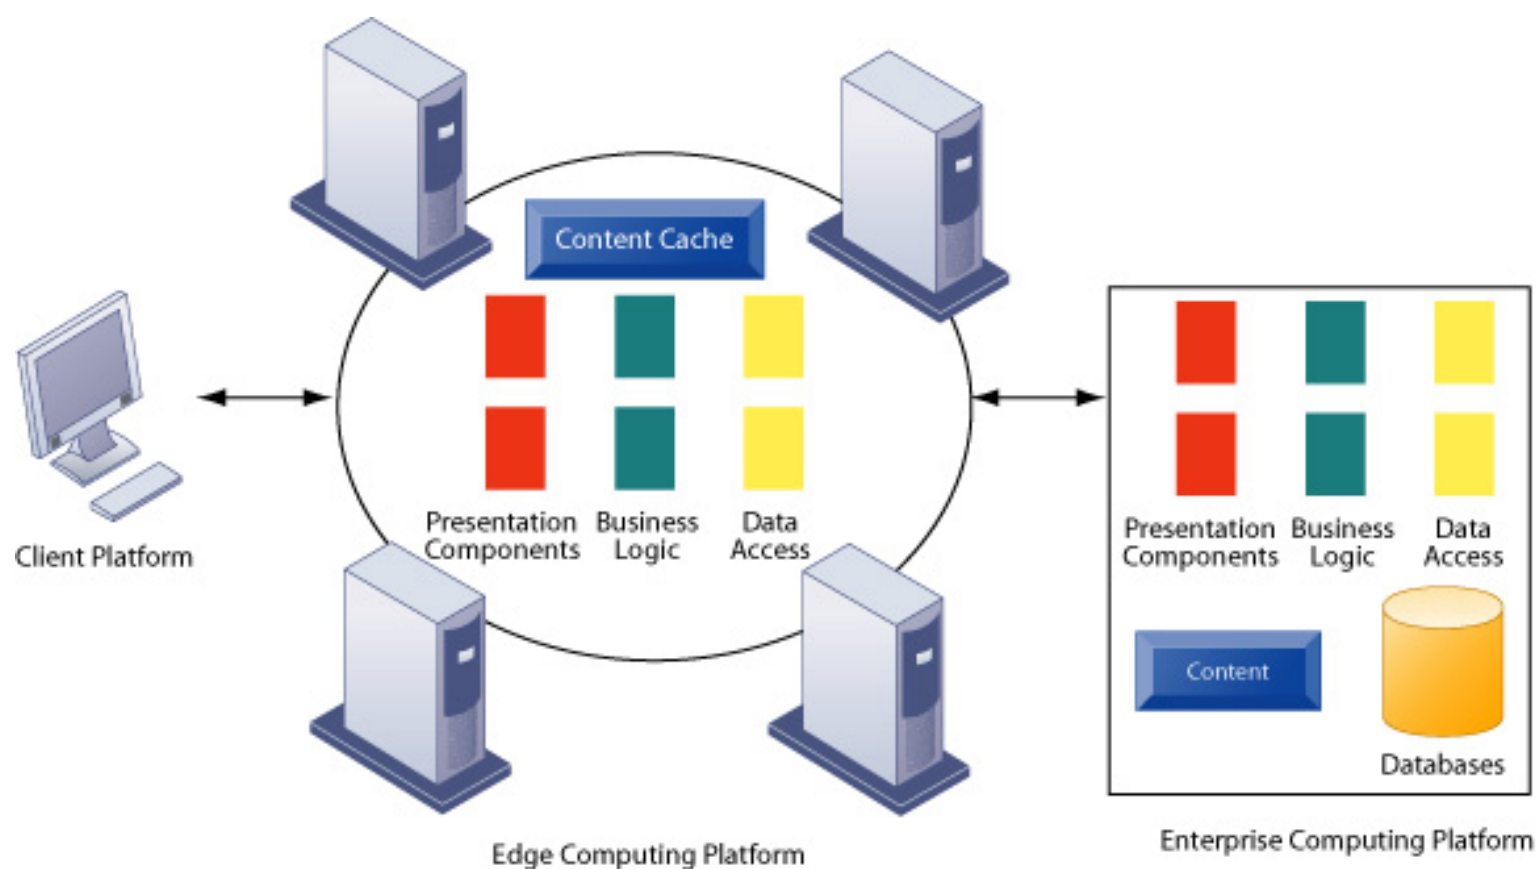 Content Cache
Presentation Components
Business Logic
Data Access
Client Platform
Edge Computing Platform
Presentation Components
Business Logic
Data Access
Content
Databases
Enterprise Computing Platform